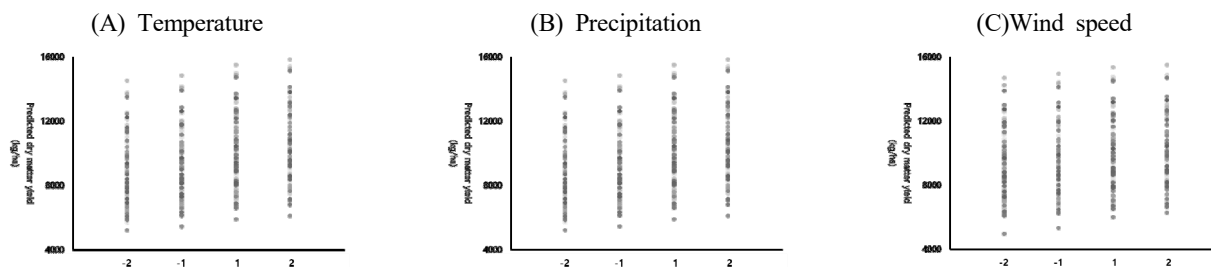 (A) Temperature
(B) Precipitation
(C)Wind speed
16000
12000
8000
4000
Predicted dry matter yield
(kg/ha)
-2 -1 1 2
16000
12000
8000
4000
Predicted dry matter yield
(kg/ha)
-2 -1 1 2
16000
12000
8000
4000
Predicted dry matter yield
(kg/ha)
-2 -1 1 2